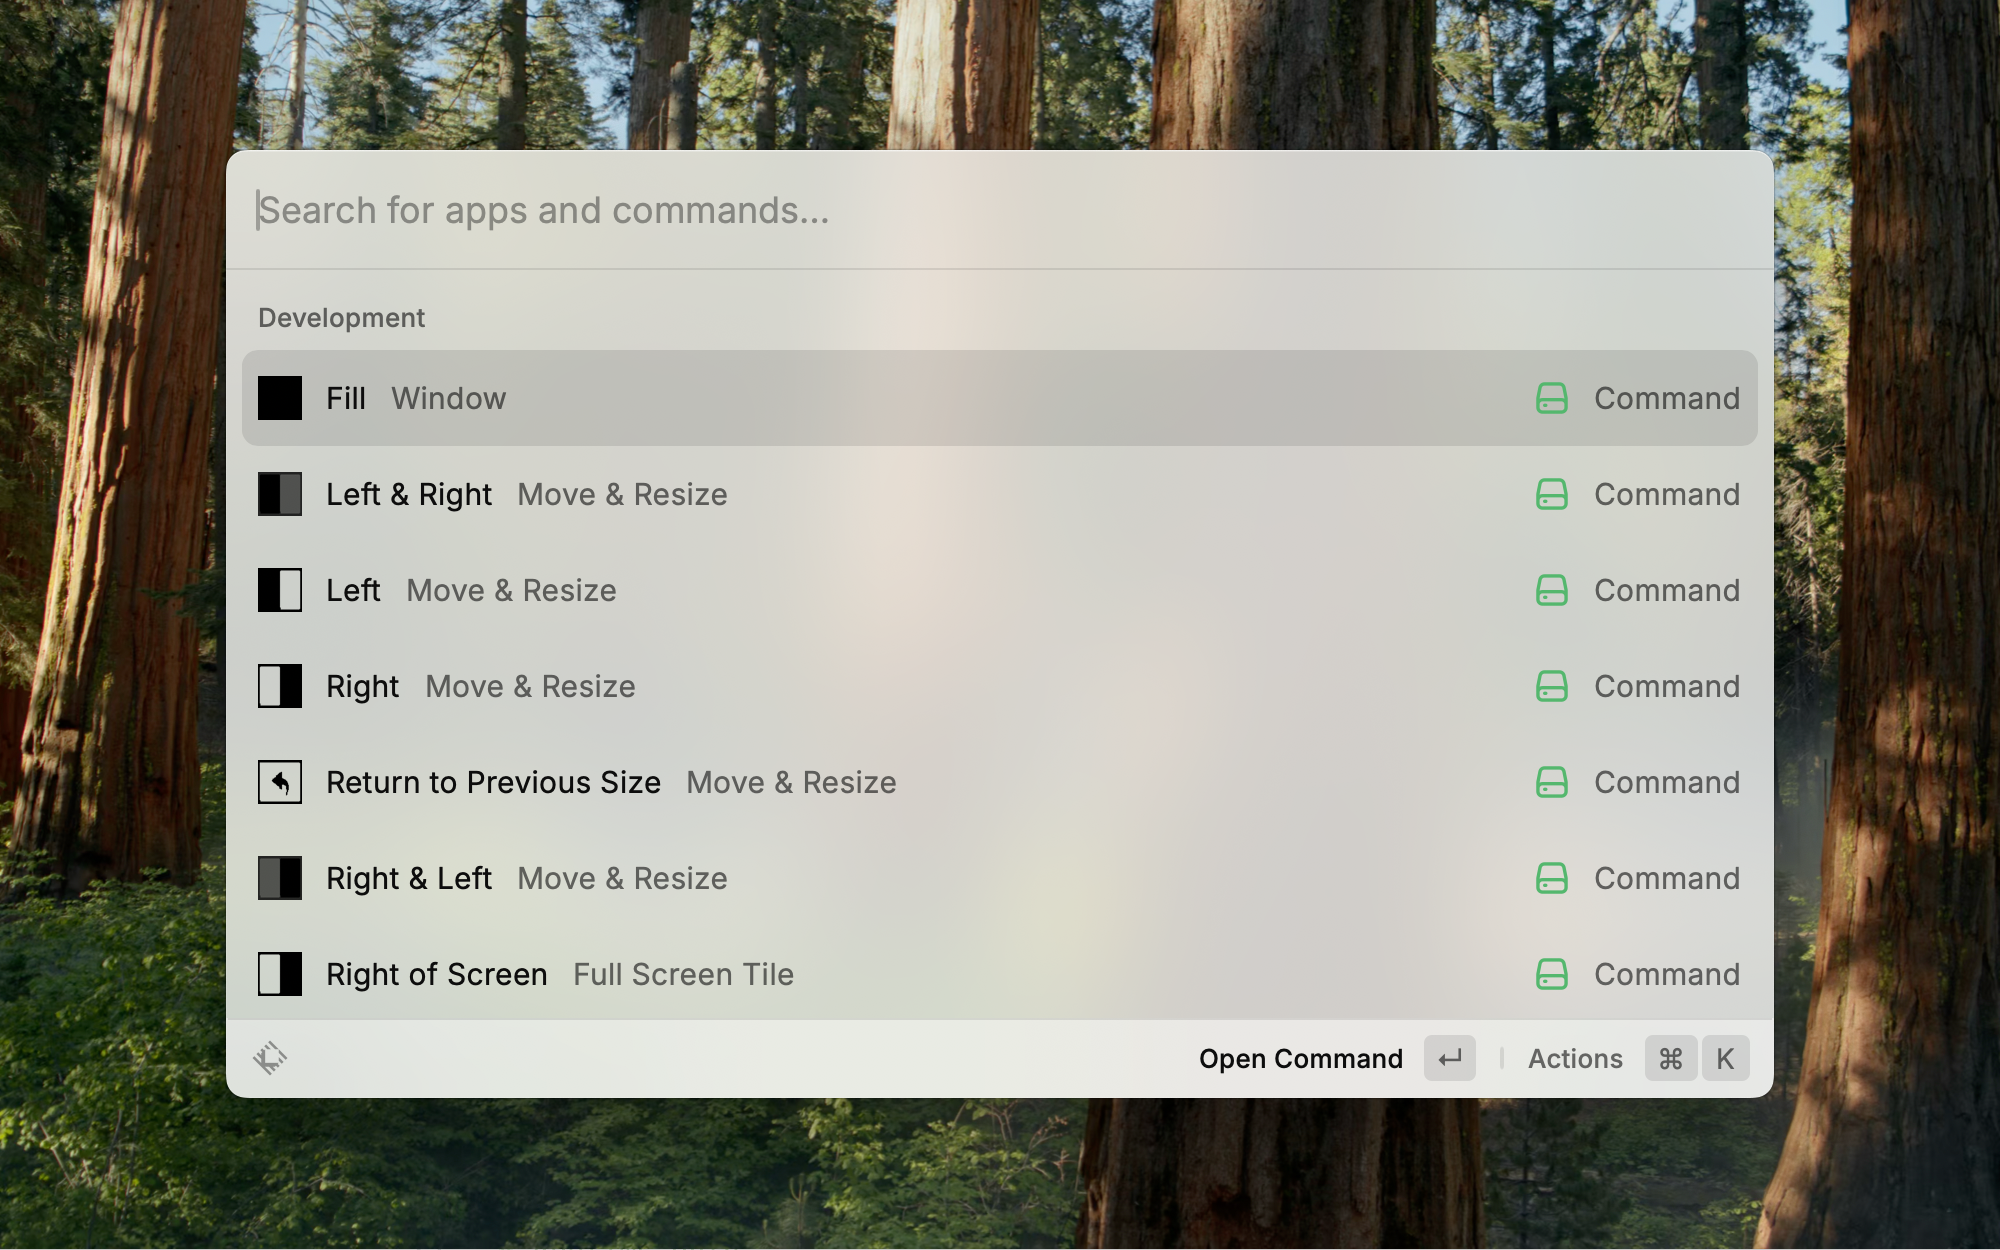 Search for apps and commands...
Development
Fill Window Command
Left & Right Move & Resize Command
Left Move & Resize Command
Right Move & Resize Command
Return to Previous Size Move & Resize Command
Right & Left Move & Resize Command
Right of Screen Full Screen Tile Command
Open Command ↵ Actions ⌘ K